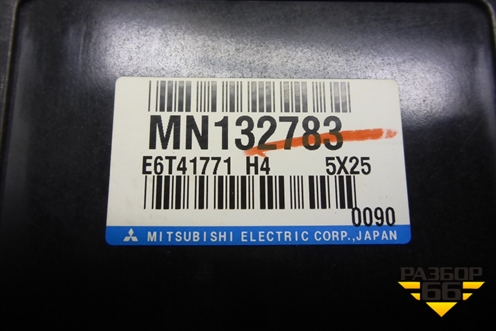 MN132783
E6T41771 H4 5X25
0090
MITSUBISHI ELECTRIC CORP.,JAPAN
РАЗБОР
66